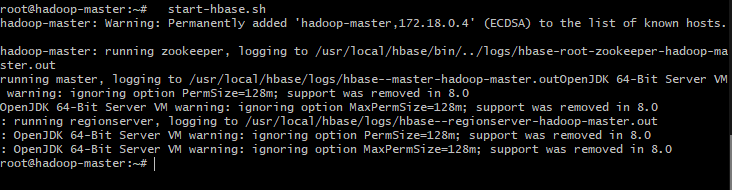 root@hadoop-master:~#   start-hbase.sh
hadoop-master: Warning: Permanently added 'hadoop-master,172.18.0.4' (ECDSA) to the list of known hosts.
hadoop-master: running zookeeper, logging to /usr/local/hbase/bin/../logs/hbase-root-zookeeper-hadoop-ma
ster.out
running master, logging to /usr/local/hbase/logs/hbase--master-hadoop-master.outOpenJDK 64-Bit Server VM
 warning: ignoring option PermSize=128m; support was removed in 8.0
OpenJDK 64-Bit Server VM warning: ignoring option MaxPermSize=128m; support was removed in 8.0
: running regionserver, logging to /usr/local/hbase/logs/hbase--regionserver-hadoop-master.out
: OpenJDK 64-Bit Server VM warning: ignoring option PermSize=128m; support was removed in 8.0
: OpenJDK 64-Bit Server VM warning: ignoring option MaxPermSize=128m; support was removed in 8.0
root@hadoop-master:~#